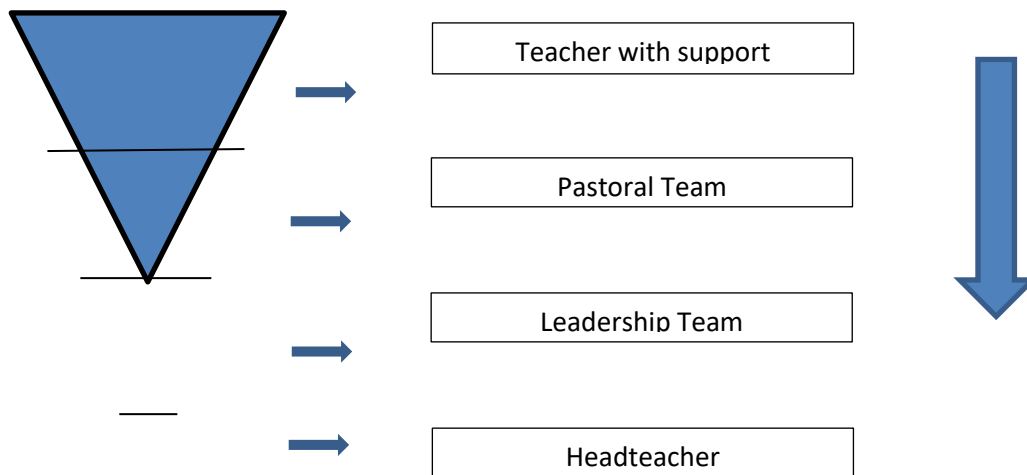 Teacher with support
Pastoral Team
Leadership Team
Headteacher